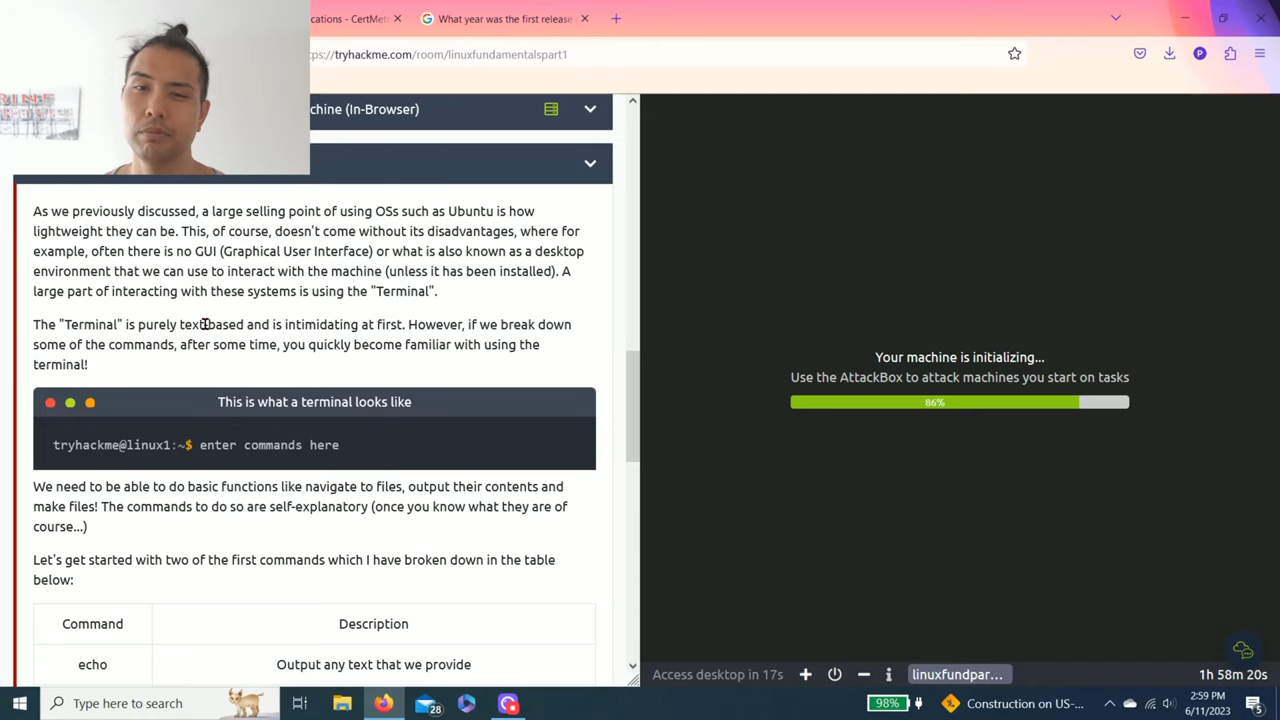 ications - CertMet
What year was the first release
ps://tryhackme.com/room/linuxfundamentalspart1
chine (In-Browser)
As we previously discussed, a large selling point of using OSs such as Ubuntu is how
lightweight they can be. This, of course, doesn't come without its disadvantages, where for
example, often there is no GUI (Graphical User Interface) or what is also known as a desktop
environment that we can use to interact with the machine (unless it has been installed). A
large part of interacting with these systems is using the "Terminal".
The "Terminal" is purely text-based and is intimidating at first. However, if we break down
some of the commands, after some time, you quickly become familiar with using the
terminal!
This is what a terminal looks like
tryhackme@linux1:~$ enter commands here
We need to be able to do basic functions like navigate to files, output their contents and
make files! The commands to do so are self-explanatory (once you know what they are of
course...)
Let's get started with two of the first commands which I have broken down in the table
below:
Command Description
echo Output any text that we provide
Your machine is initializing...
Use the AttackBox to attack machines you start on tasks
86%
Access desktop in 17s
linuxfundpar...
1h 58m 20s
Type here to search
28
98%
Construction on US-...
2:59 PM
6/11/2023
5